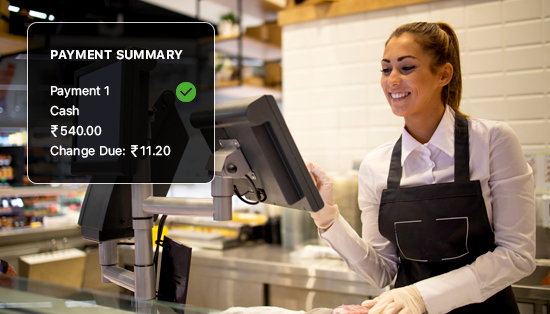 PAYMENT SUMMARY
Payment 1
Cash
₹540.00
Change Due: ₹11.20